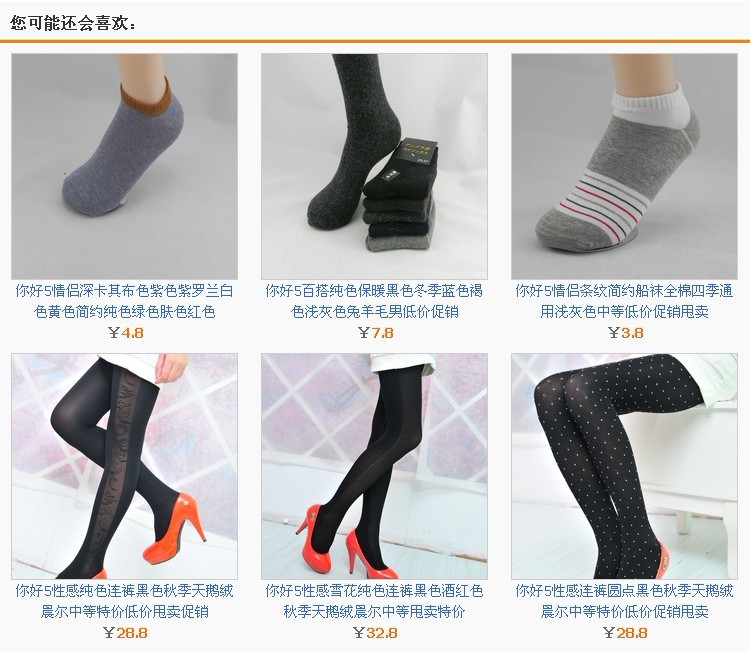 您可能还会喜欢:
你好5情侣深卡其布色紫色紫罗兰白
色黄色简约纯色绿色肤色红色
¥4.8
你好5百搭纯色保暖黑色冬季蓝色褐
色浅灰色兔羊毛男低价促销
¥7.8
你好5情侣条纹简约船袜全棉四季通
用浅灰色中等低价促销甩卖
¥3.8
你好5性感纯色连裤黑色秋季天鹅绒
晨尔中等特价低价甩卖促销
¥28.8
你好5性感雪花纯色连裤黑色酒红色
秋季天鹅绒晨尔中等甩卖特价
¥32.8
你好5性感连裤圆点黑色秋季天鹅绒
晨尔中等特价低价促销甩卖
¥28.8